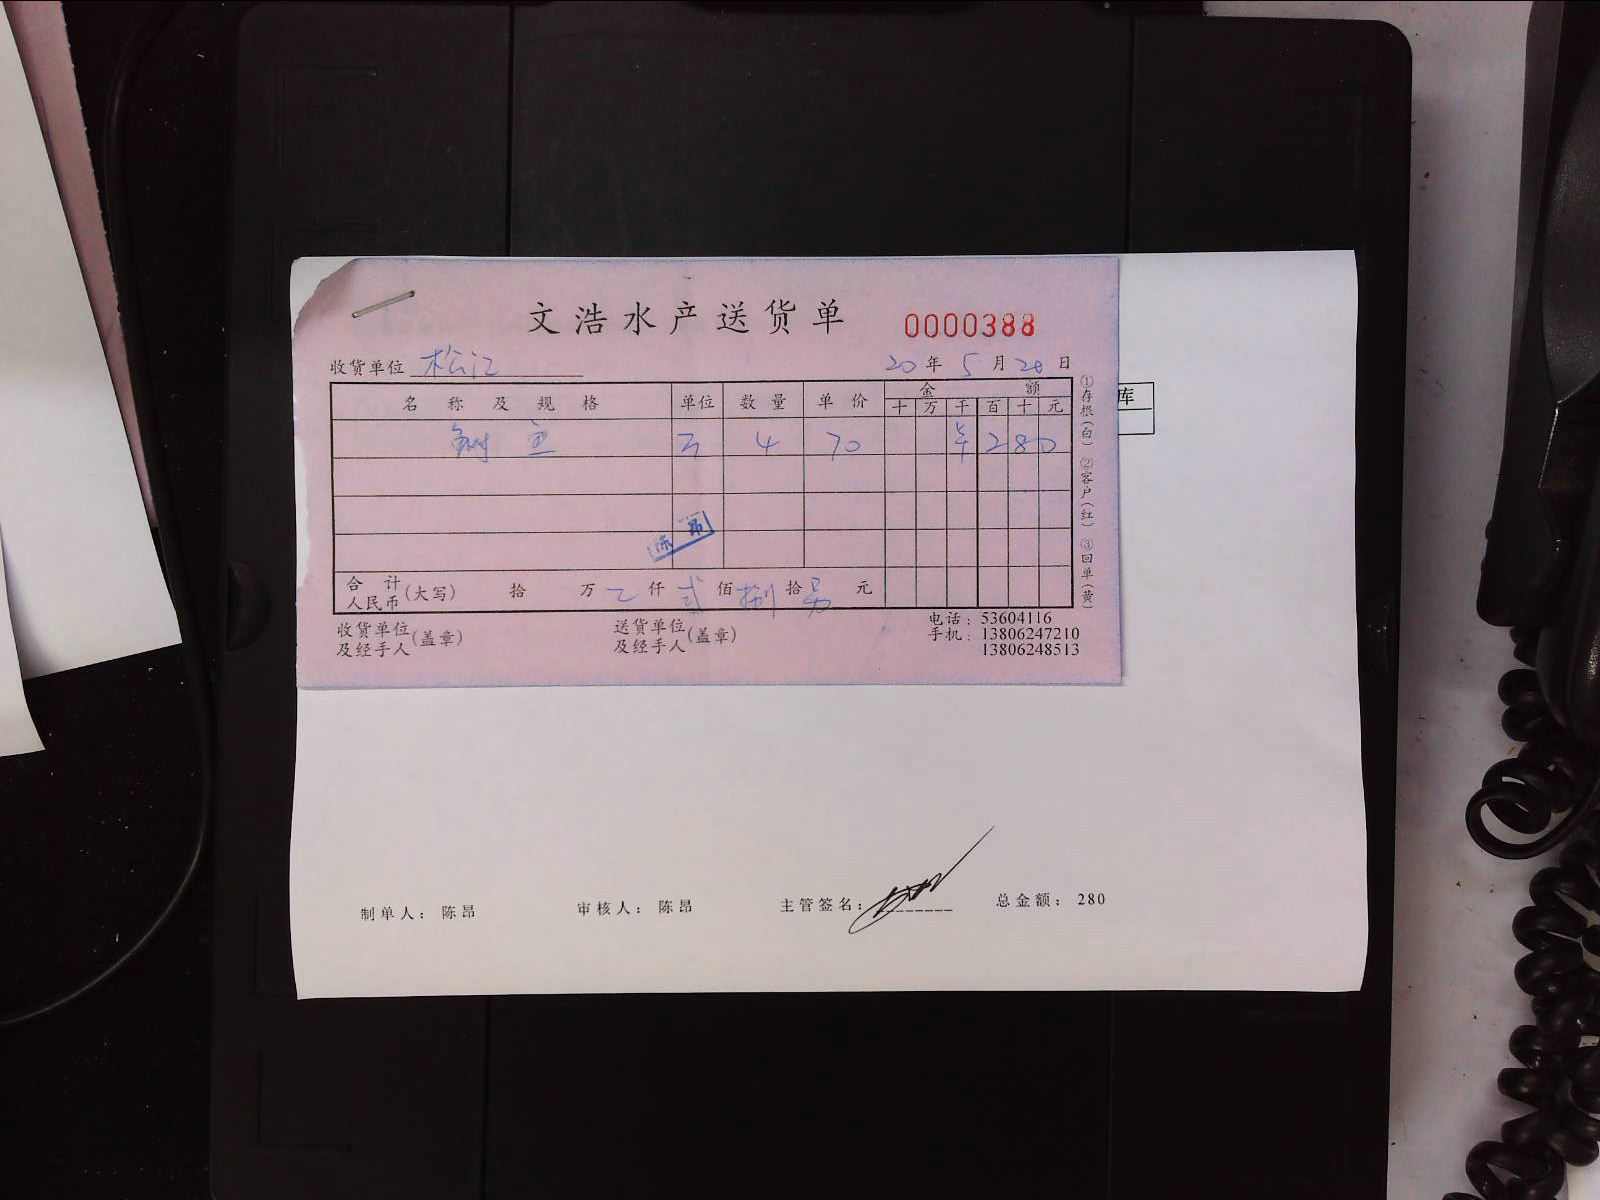 文浩水产送货单 0000388
收货单位 松江 20年5月20日
名称及规格 单位 数量 单价 金额
十 万 千 百 十 元
4 70 ¥ 2 8 0
合计人民币(大写) 拾 万 仟 贰 佰 捌 拾 元
收货单位及经手人(盖章) 送货单位及经手人(盖章)
电话:53604116
手机:13806247210
13806248513
①存根(白) ②客户(红) ③回单(黄)
库
陈昂
制单人: 陈昂 审核人: 陈昂 主管签名: 总金额: 280